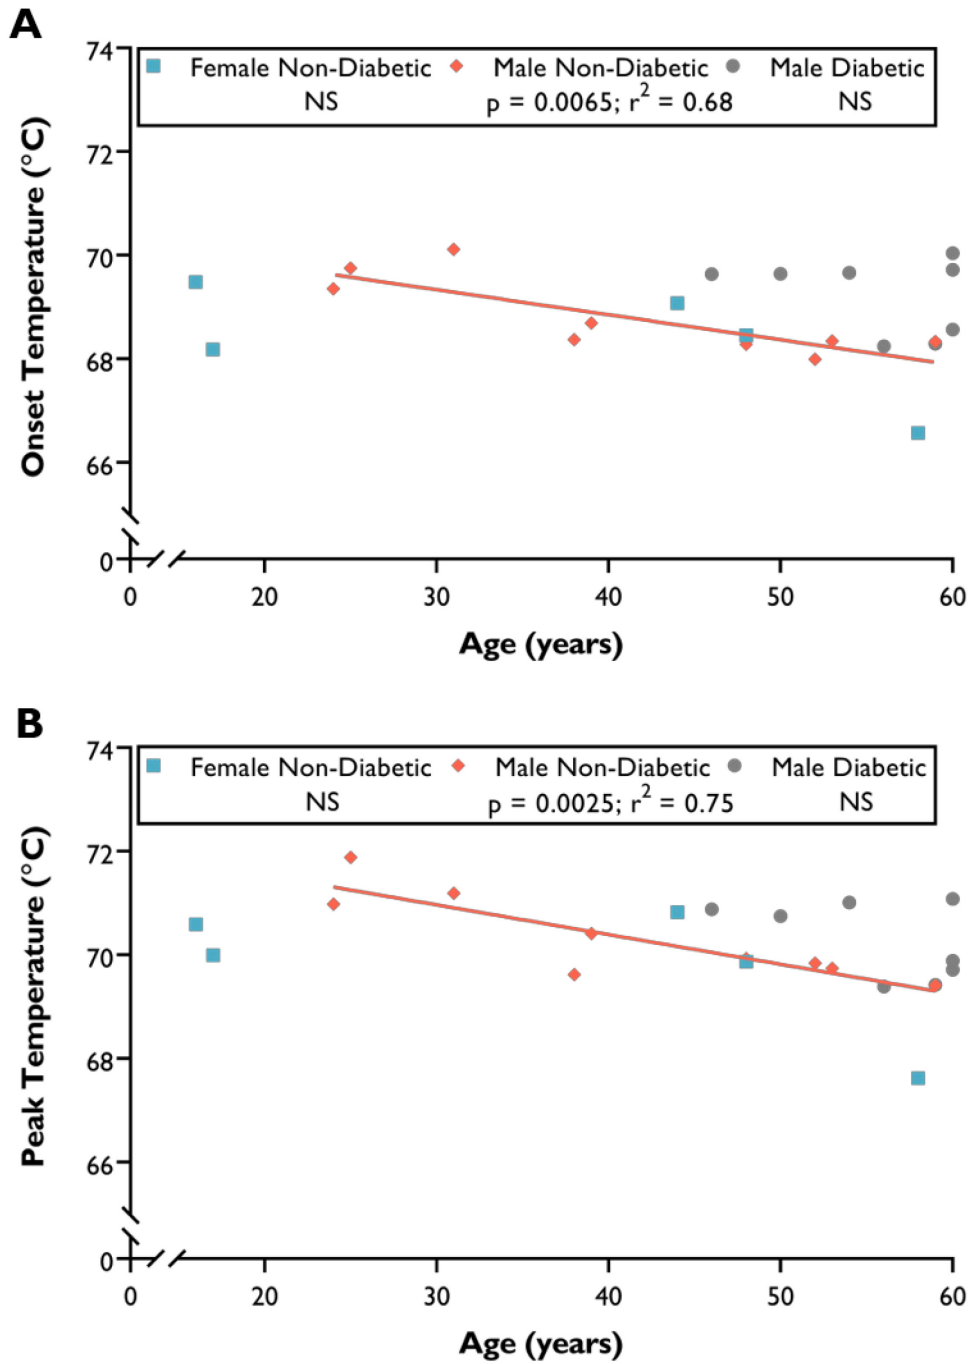 A
74
Female Non-Diabetic Male Non-Diabetic Male Diabetic
NS p = 0.0065; r² = 0.68 NS
72
70
68
66
0
Onset Temperature (°C)
0 20 30 40 50 60
Age (years)
B
74
Female Non-Diabetic Male Non-Diabetic Male Diabetic
NS p = 0.0025; r² = 0.75 NS
72
70
68
66
0
Peak Temperature (°C)
0 20 30 40 50 60
Age (years)